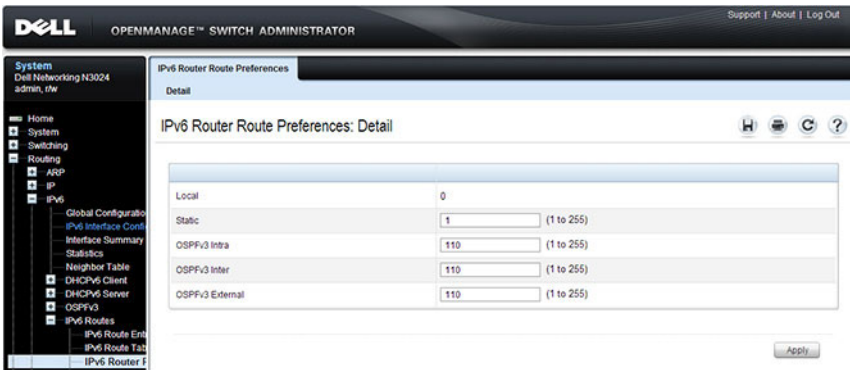 Support | About | Log Out
DELL
OPENMANAGE™ SWITCH ADMINISTRATOR
System
Dell Networking N3024
admin, r/w
IPv6 Router Route Preferences
Detail
Home
System
Switching
Routing
ARP
IP
IPv6
Global Configuratio
IPv6 Interface Confi
Interface Summary
Statistics
Neighbor Table
DHCPv6 Client
DHCPv6 Server
OSPFv3
IPv6 Routes
IPv6 Route Ent
IPv6 Route Tab
IPv6 Router P
IPv6 Router Route Preferences: Detail
H C ?
Local 0
Static 1 (1 to 255)
OSPFv3 Intra 110 (1 to 255)
OSPFv3 Inter 110 (1 to 255)
OSPFv3 External 110 (1 to 255)
Apply